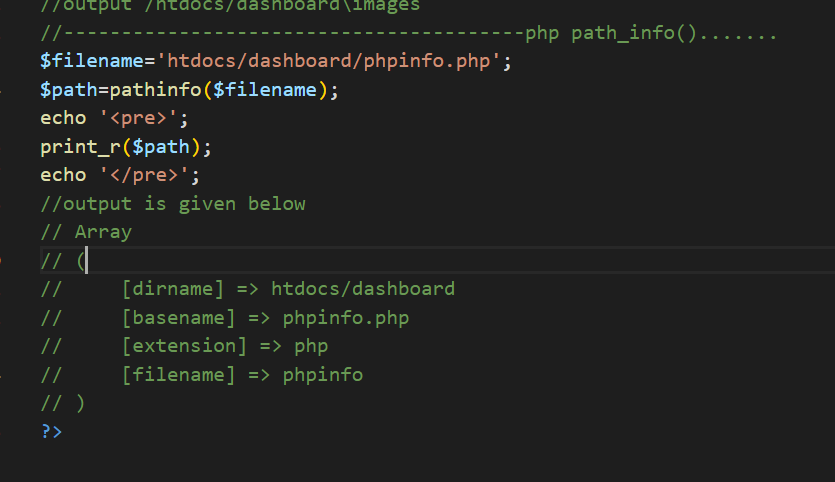 //output /htdocs/dashboard\images
//----------------------------------------php path_info().......
$filename='htdocs/dashboard/phpinfo.php';
$path=pathinfo($filename);
echo '<pre>';
print_r($path);
echo '</pre>';
//output is given below
// Array
// (
//     [dirname] => htdocs/dashboard
//     [basename] => phpinfo.php
//     [extension] => php
//     [filename] => phpinfo
// )
?>